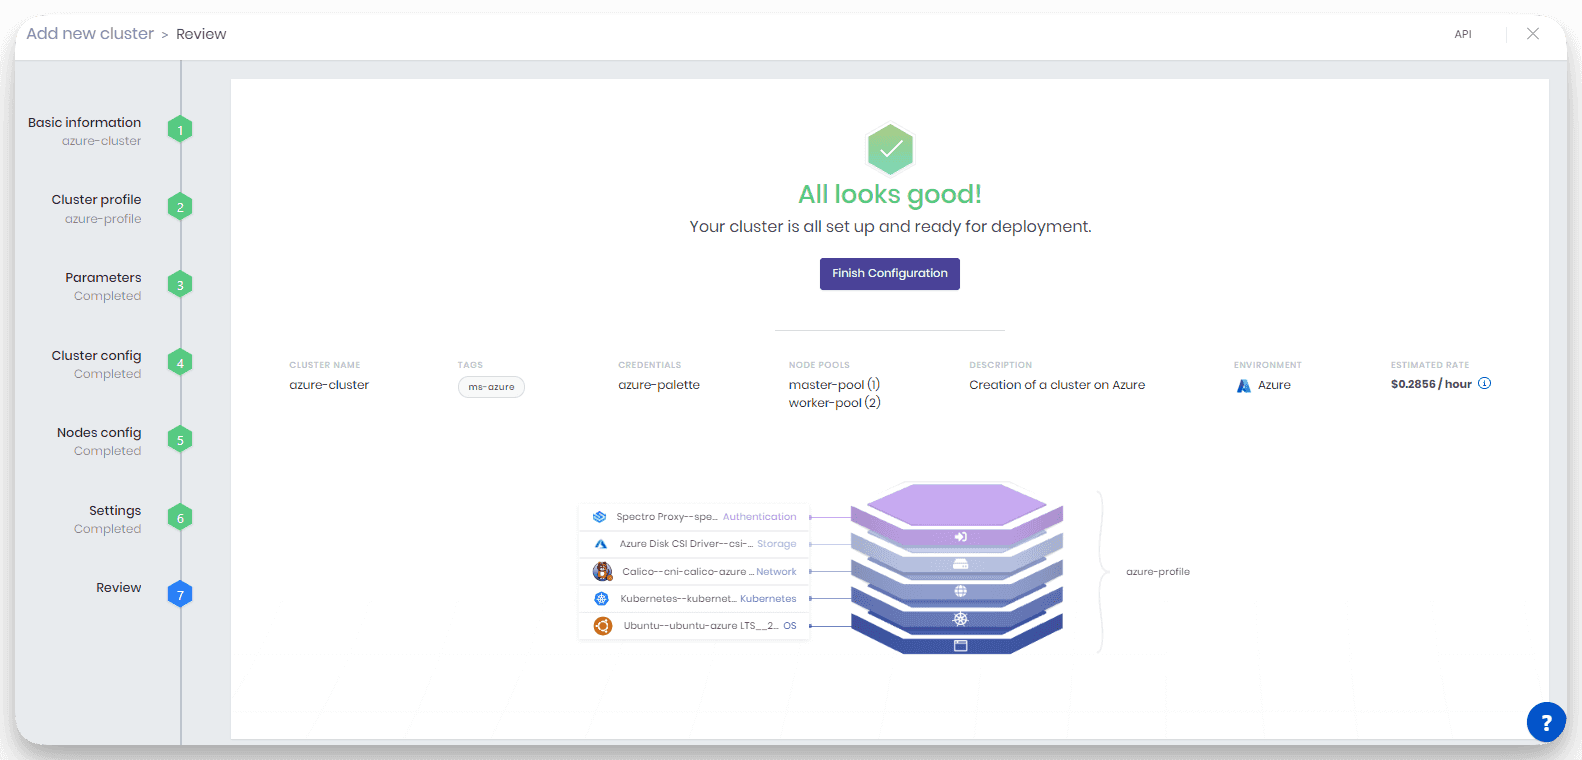 Add new cluster > Review
API
Basic information
azure-cluster
1
Cluster profile
azure-profile
2
Parameters
Completed
3
Cluster config
Completed
4
Nodes config
Completed
5
Settings
Completed
6
Review
7
All looks good!
Your cluster is all set up and ready for deployment.
Finish Configuration
CLUSTER NAME
azure-cluster
TAGS
ms-azure
CREDENTIALS
azure-palette
NODE POOLS
master-pool (1)
worker-pool (2)
DESCRIPTION
Creation of a cluster on Azure
ENVIRONMENT
Azure
ESTIMATED RATE
$0.2856 / hour
Spectro Proxy--spe... Authentication
Azure Disk CSI Driver--csi-... Storage
Calico--cni-calico-azure ... Network
Kubernetes--kubernet... Kubernetes
Ubuntu--ubuntu-azure LTS__2... OS
azure-profile
?